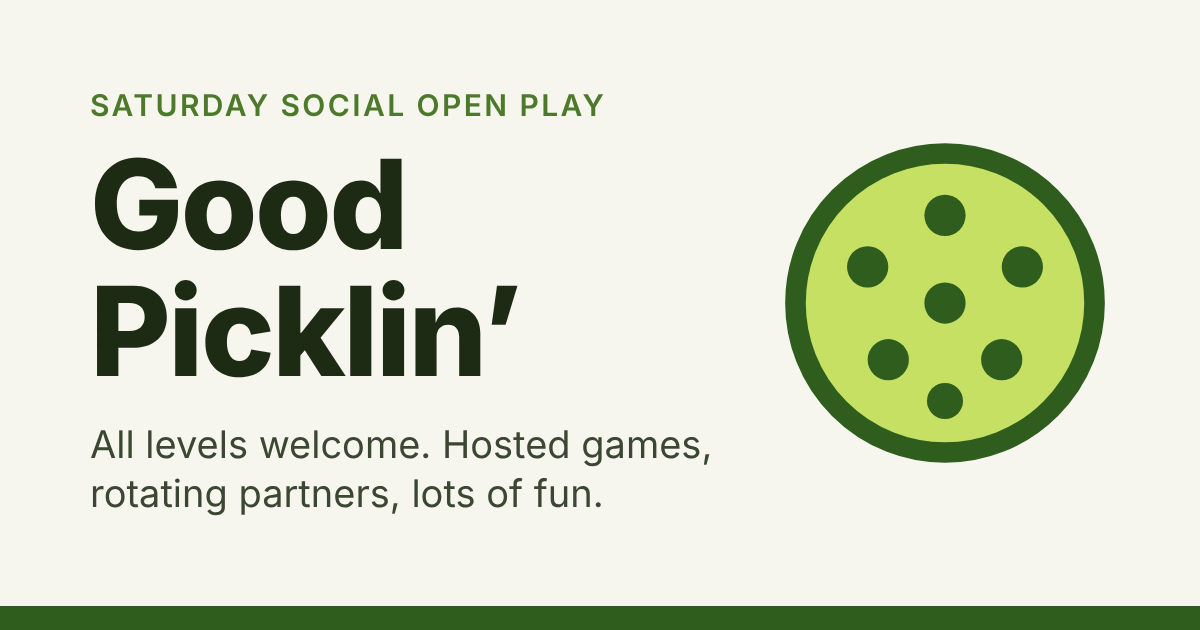 SATURDAY SOCIAL OPEN PLAY
Good
Picklin’
All levels welcome. Hosted games,
rotating partners, lots of fun.